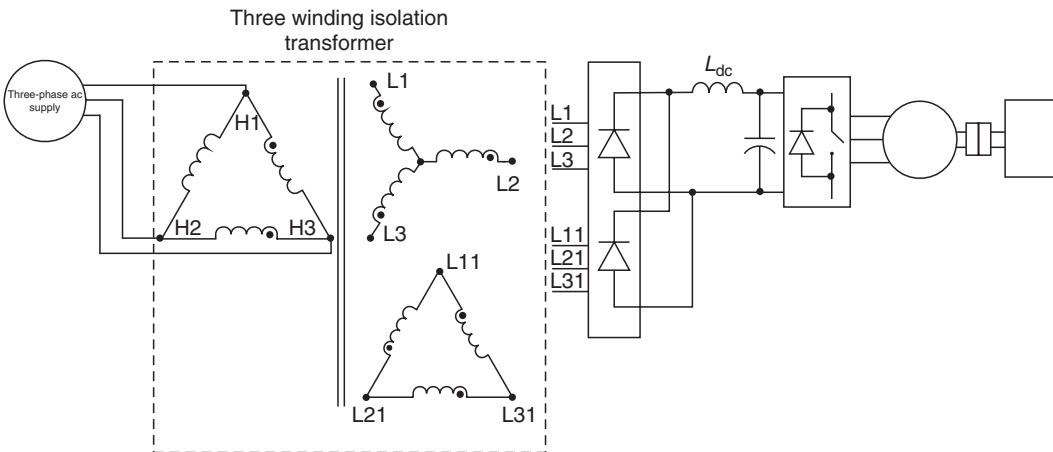 Three winding isolation
transformer
Three-phase ac
supply
H1
H2
H3
L1
L2
L3
L11
L21
L31
L1
L2
L3
L11
L21
L31
Ldc